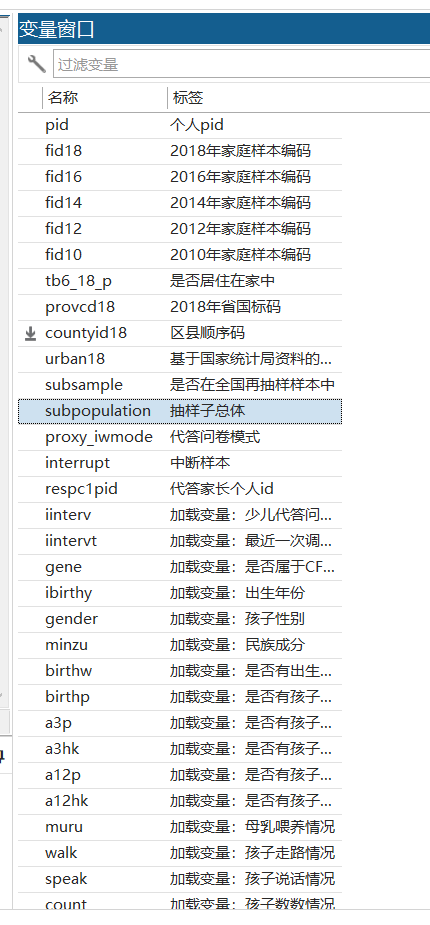 变量窗口
过滤变量
名称 标签
pid 个人pid
fid18 2018年家庭样本编码
fid16 2016年家庭样本编码
fid14 2014年家庭样本编码
fid12 2012年家庭样本编码
fid10 2010年家庭样本编码
tb6_18_p 是否居住在家中
provcd18 2018年省国标码
countyid18 区县顺序码
urban18 基于国家统计局资料的...
subsample 是否在全国再抽样样本中
subpopulation 抽样子总体
proxy_iwmode 代答问卷模式
interrupt 中断样本
respc1pid 代答家长个人id
iinterv 加载变量：少儿代答问...
iintervt 加载变量：最近一次调...
gene 加载变量：是否属于CF...
ibirthy 加载变量：出生年份
gender 加载变量：孩子性别
minzu 加载变量：民族成分
birthw 加载变量：是否有出生...
birthp 加载变量：是否有孩子...
a3p 加载变量：是否有孩子...
a3hk 加载变量：是否有孩子...
a12p 加载变量：是否有孩子...
a12hk 加载变量：是否有孩子...
muru 加载变量：母乳喂养情况
walk 加载变量：孩子走路情况
speak 加载变量：孩子说话情况
count 加载变量：孩子数数情况